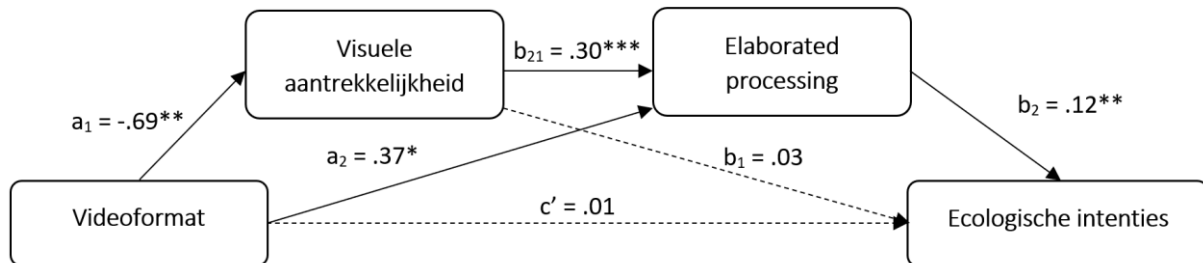 Visuele
aantrekkelijkheid
b₂₁ = .30***
Elaborated
processing
a₁ = -.69**
b₂ = .12**
a₂ = .37*
b₁ = .03
Videoformat
c’ = .01
Ecologische intenties